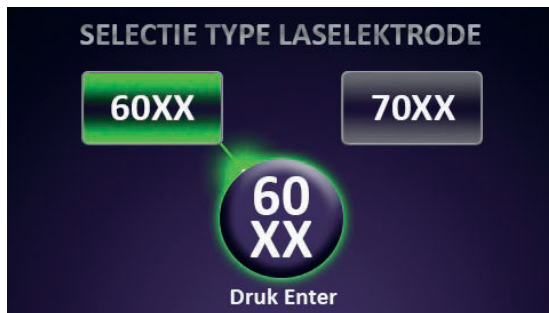 SELECTIE TYPE LASELEKTRODE
60XX
70XX
60
XX
Druk Enter